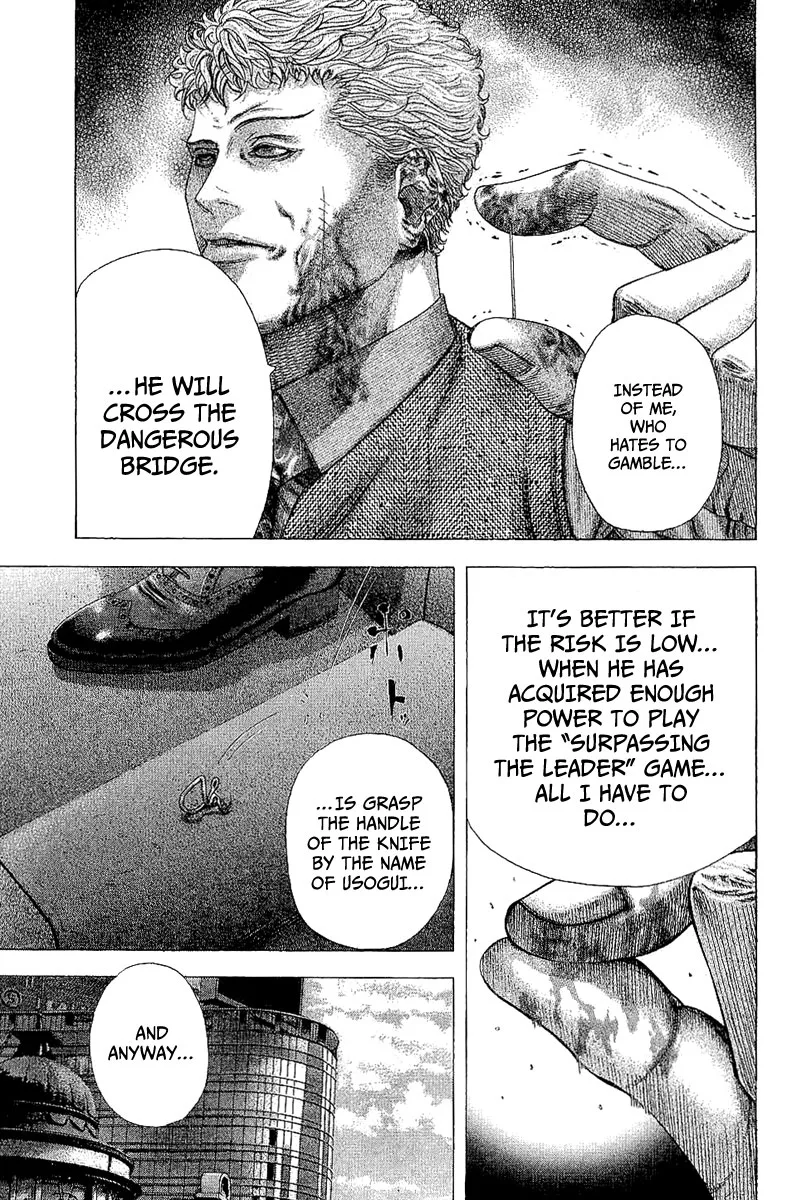 INSTEAD
OF ME,
WHO
HATES TO
GAMBLE...
...HE WILL
CROSS THE
DANGEROUS
BRIDGE.
IT'S BETTER IF
THE RISK IS LOW...
WHEN HE HAS
ACQUIRED ENOUGH
POWER TO PLAY
THE "SURPASSING
THE LEADER" GAME...
ALL I HAVE TO
DO...
...IS GRASP
THE HANDLE
OF THE KNIFE
BY THE NAME
OF USOGUI...
AND
ANYWAY...